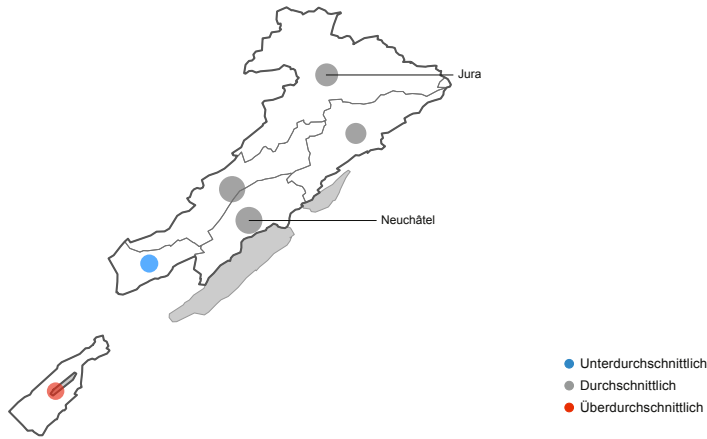 Jura
Neuchâtel
Unterdurchschnittlich
Durchschnittlich
Überdurchschnittlich